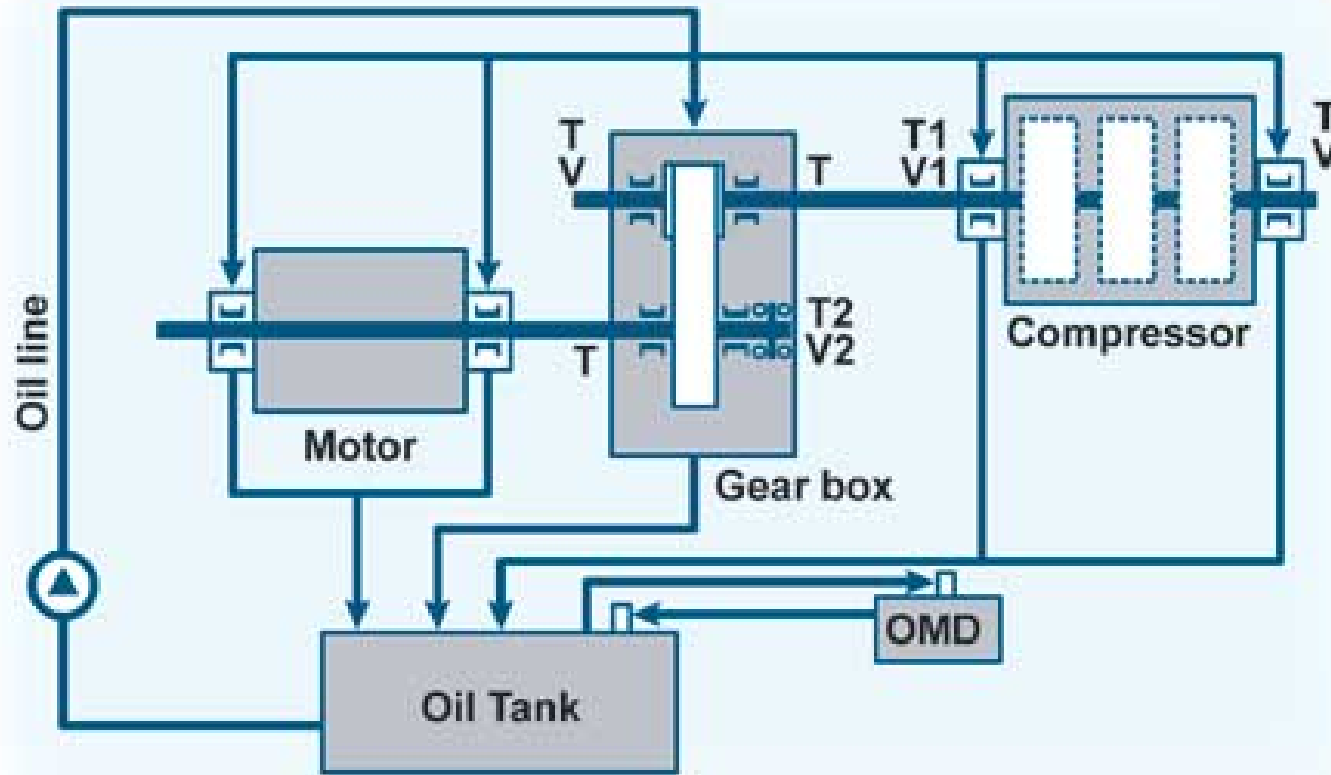 T
V
T
T1
V1
T
V
T2
V2
T
Compressor
Motor
Gear box
Oil line
OMD
Oil Tank